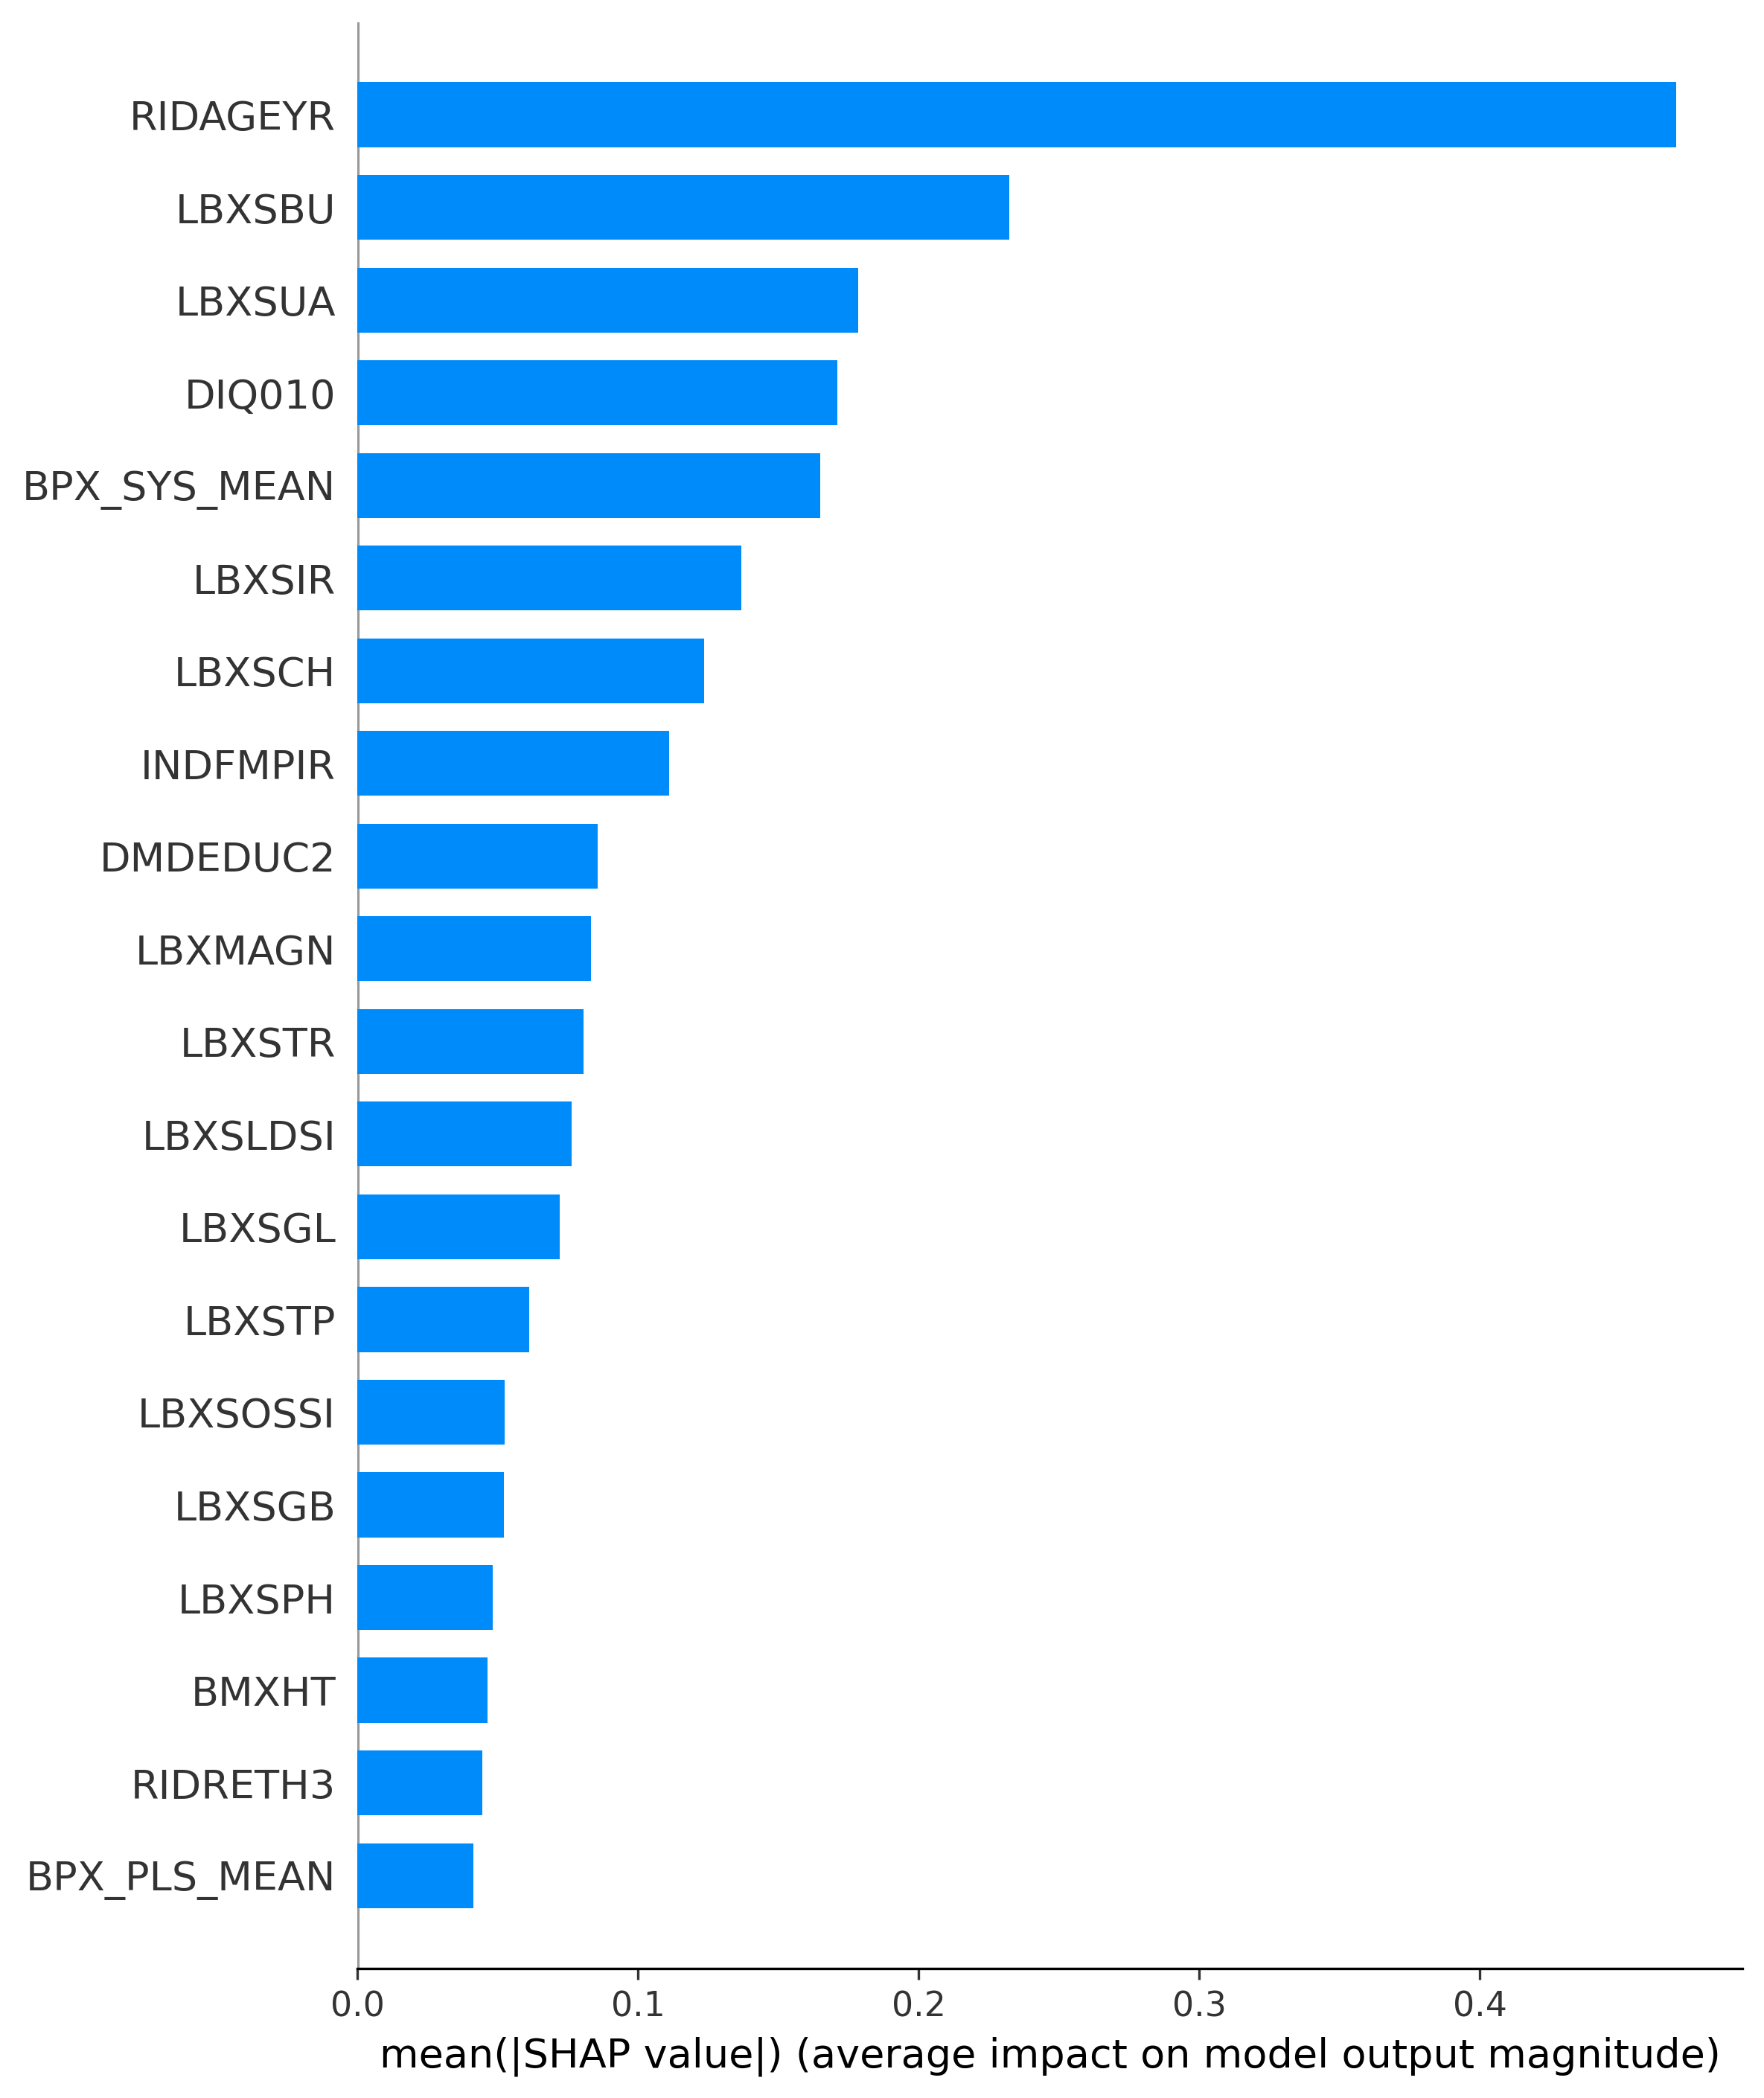 RIDAGEYR
LBXSBU
LBXSUA
DIQ010
BPX_SYS_MEAN
LBXSIR
LBXSCH
INDFMPIR
DMDEDUC2
LBXMAGN
LBXSTR
LBXSLDSI
LBXSGL
LBXSTP
LBXSOSSI
LBXSGB
LBXSPH
BMXHT
RIDRETH3
BPX_PLS_MEAN
0.0 0.1 0.2 0.3 0.4
mean(|SHAP value|) (average impact on model output magnitude)